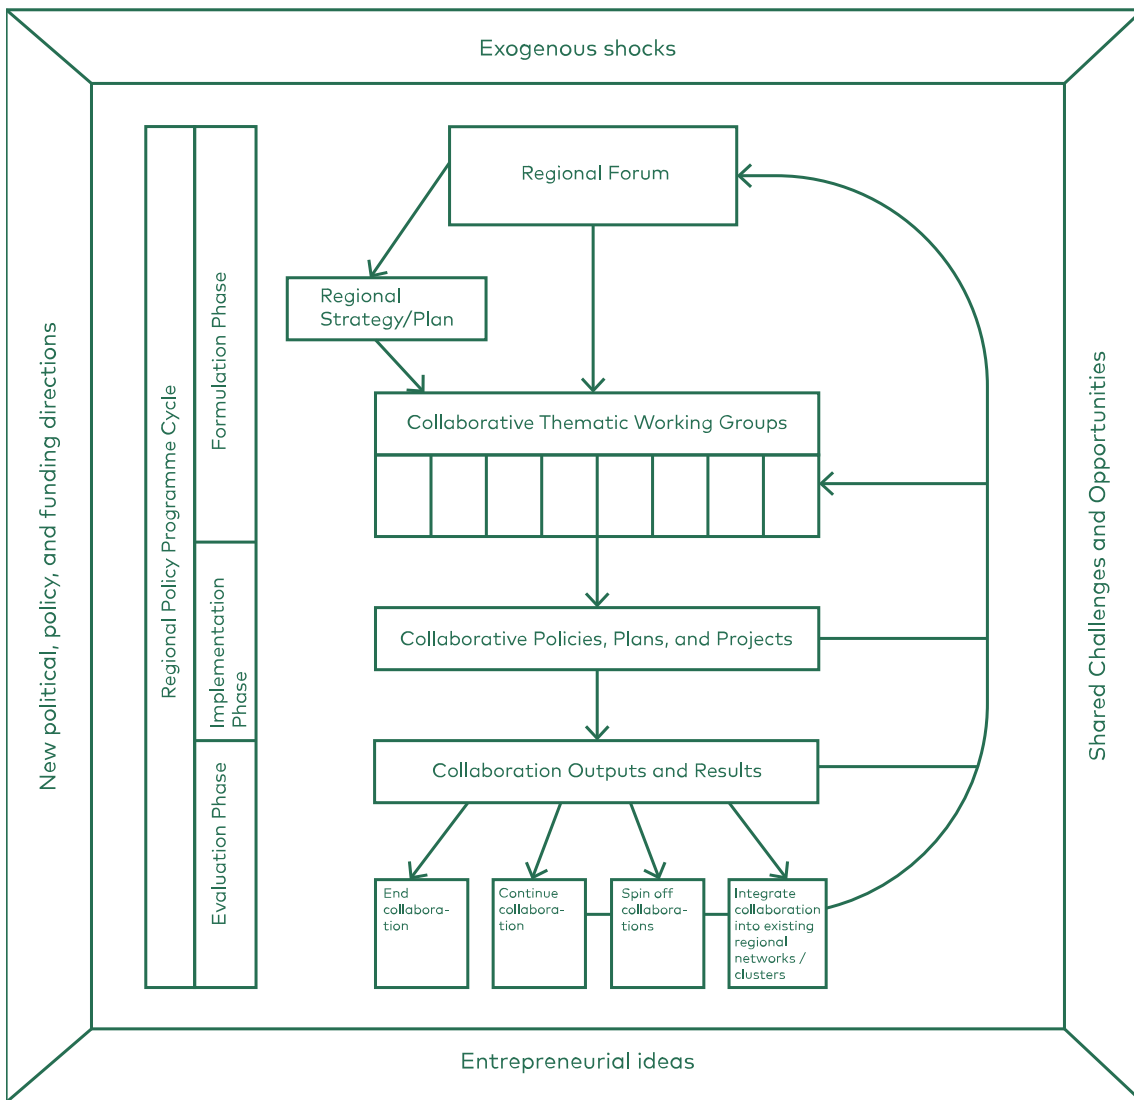 Exogenous shocks
New political, policy, and funding directions
Regional Policy Programme Cycle
Formulation Phase
Implementation
Phase
Evaluation Phase
Regional Forum
Regional
Strategy/Plan
Collaborative Thematic Working Groups
Collaborative Policies, Plans, and Projects
Collaboration Outputs and Results
End
collabora-
tion
Continue
collabora-
tion
Spin off
collabora-
tions
Integrate
collaboration
into existing
regional
networks /
clusters
Shared Challenges and Opportunities
Entrepreneurial ideas